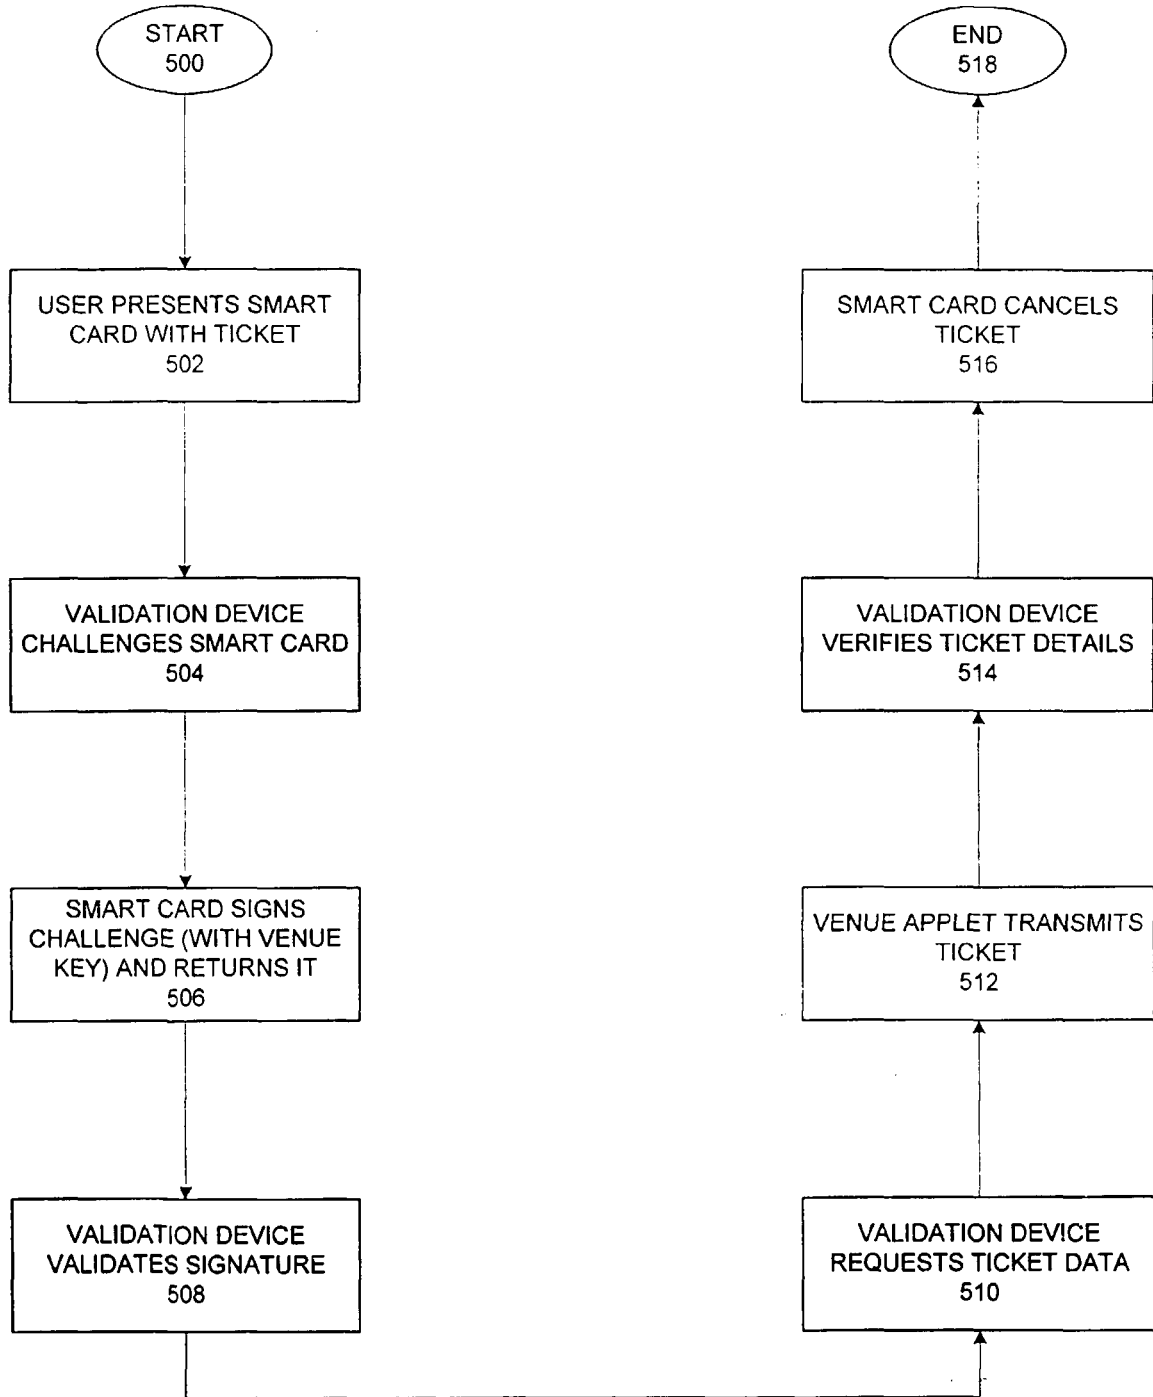 START
500
USER PRESENTS SMART
CARD WITH TICKET
502
VALIDATION DEVICE
CHALLENGES SMART CARD
504
SMART CARD SIGNS
CHALLENGE (WITH VENUE
KEY) AND RETURNS IT
506
VALIDATION DEVICE
VALIDATES SIGNATURE
508
VALIDATION DEVICE
REQUESTS TICKET DATA
510
VENUE APPLET TRANSMITS
TICKET
512
VALIDATION DEVICE
VERIFIES TICKET DETAILS
514
SMART CARD CANCELS
TICKET
516
END
518